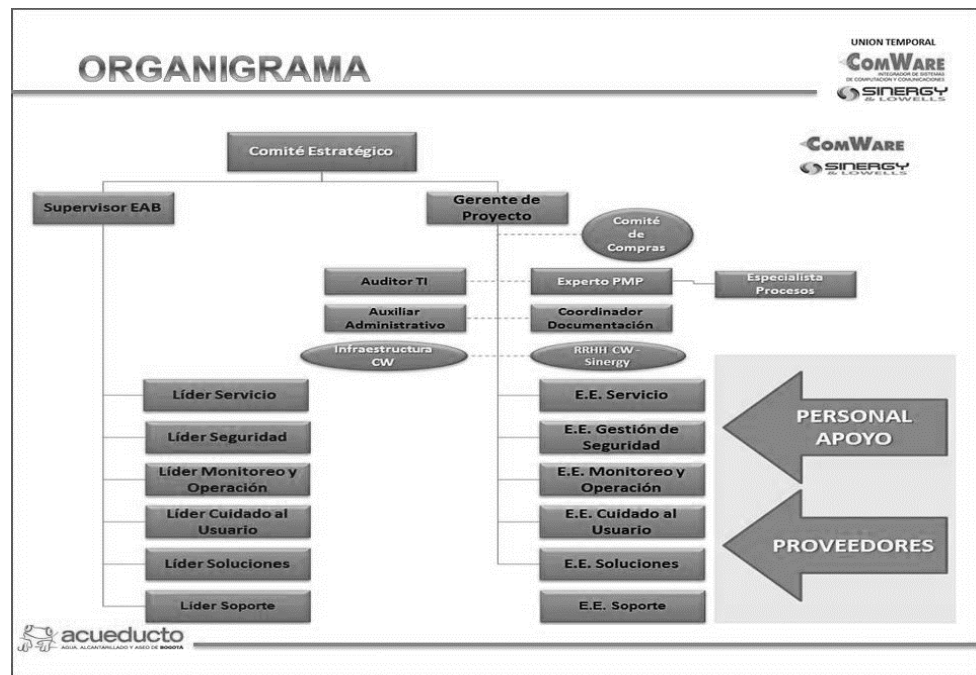 ORGANIGRAMA
UNION TEMPORAL
COMWARE
INTEGRADOR DE SISTEMAS
DE COMPUTACION Y COMUNICACIONES
SINERGY
& LOWELLS
COMWARE
SINERGY
& LOWELLS
Comité Estratégico
Supervisor EAB
Gerente de
Proyecto
Comité
de
Compras
Auditor TI
Experto PMP
Especialista
Procesos
Auxiliar
Administrativo
Coordinador
Documentación
Infraestructura
CW
RRHH CW -
Sinergy
Líder Servicio
E.E. Servicio
Líder Seguridad
E.E. Gestión de
Seguridad
Líder Monitoreo y
Operación
E.E. Monitoreo y
Operación
Líder Cuidado al
Usuario
E.E. Cuidado al
Usuario
Líder Soluciones
E.E. Soluciones
Líder Soporte
E.E. Soporte
PERSONAL
APOYO
PROVEEDORES
acueducto
AGUA, ALCANTARILLADO Y ASEO DE BOGOTÁ